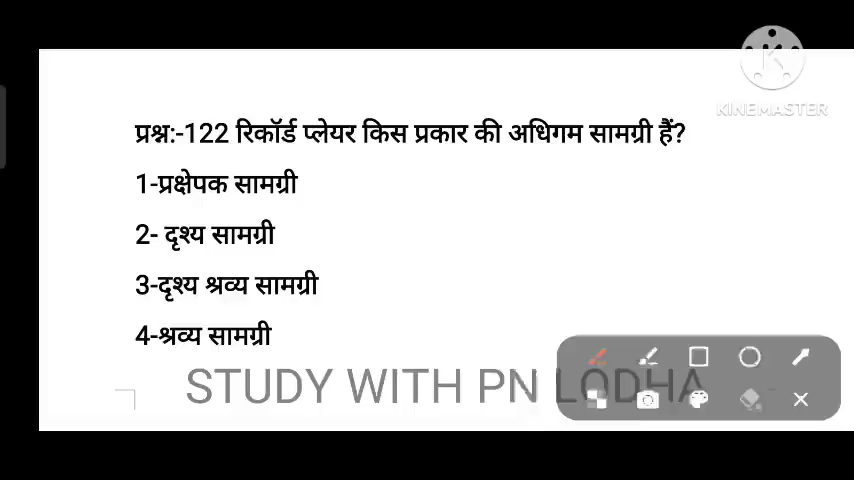 KINEMASTER
प्रश्न:-122 रिकॉर्ड प्लेयर किस प्रकार की अधिगम सामग्री हैं?
1-प्रक्षेपक सामग्री
2- दृश्य सामग्री
3-दृश्य श्रव्य सामग्री
4-श्रव्य सामग्री
STUDY WITH PN LODHA